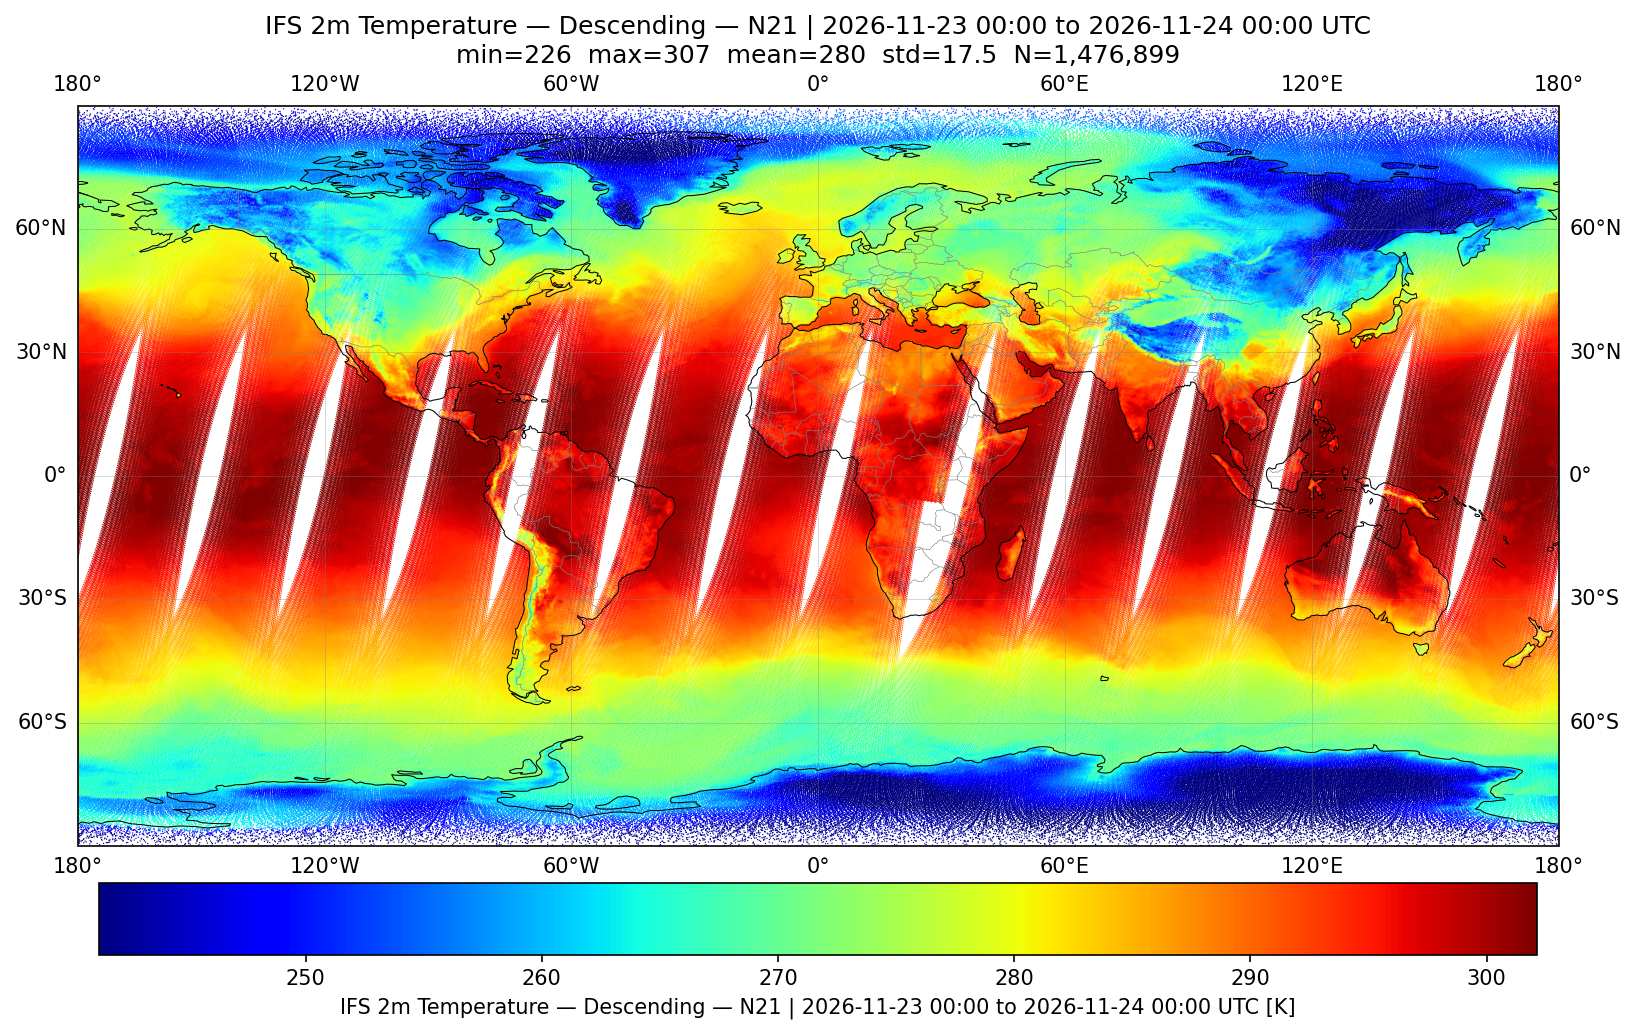 IFS 2m Temperature — Descending — N21 | 2026-11-23 00:00 to 2026-11-24 00:00 UTC
min=226  max=307  mean=280  std=17.5  N=1,476,899
180° 120°W 60°W 0° 60°E 120°E 180°
60°N 60°N
30°N 30°N
0° 0°
30°S 30°S
60°S 60°S
180° 120°W 60°W 0° 60°E 120°E 180°
250 260 270 280 290 300
IFS 2m Temperature — Descending — N21 | 2026-11-23 00:00 to 2026-11-24 00:00 UTC [K]